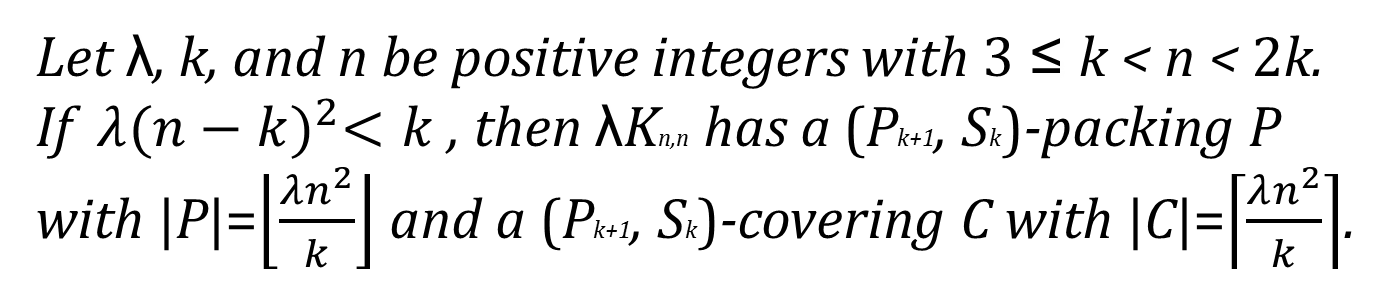 Let λ, k, and n be positive integers with 3 ≤ k < n < 2k.
If λ(n − k)²< k , then λKₙ,ₙ has a (Pₖ₊₁, Sₖ)-packing P
with |P|=⌊λn²/k⌋ and a (Pₖ₊₁, Sₖ)-covering C with |C|=⌈λn²/k⌉.